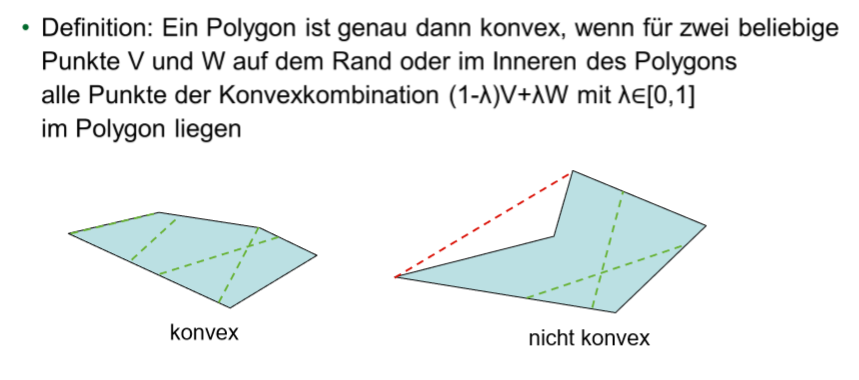 • Definition: Ein Polygon ist genau dann konvex, wenn für zwei beliebige
Punkte V und W auf dem Rand oder im Inneren des Polygons
alle Punkte der Konvexkombination (1-λ)V+λW mit λ∈[0,1]
im Polygon liegen
konvex
nicht konvex